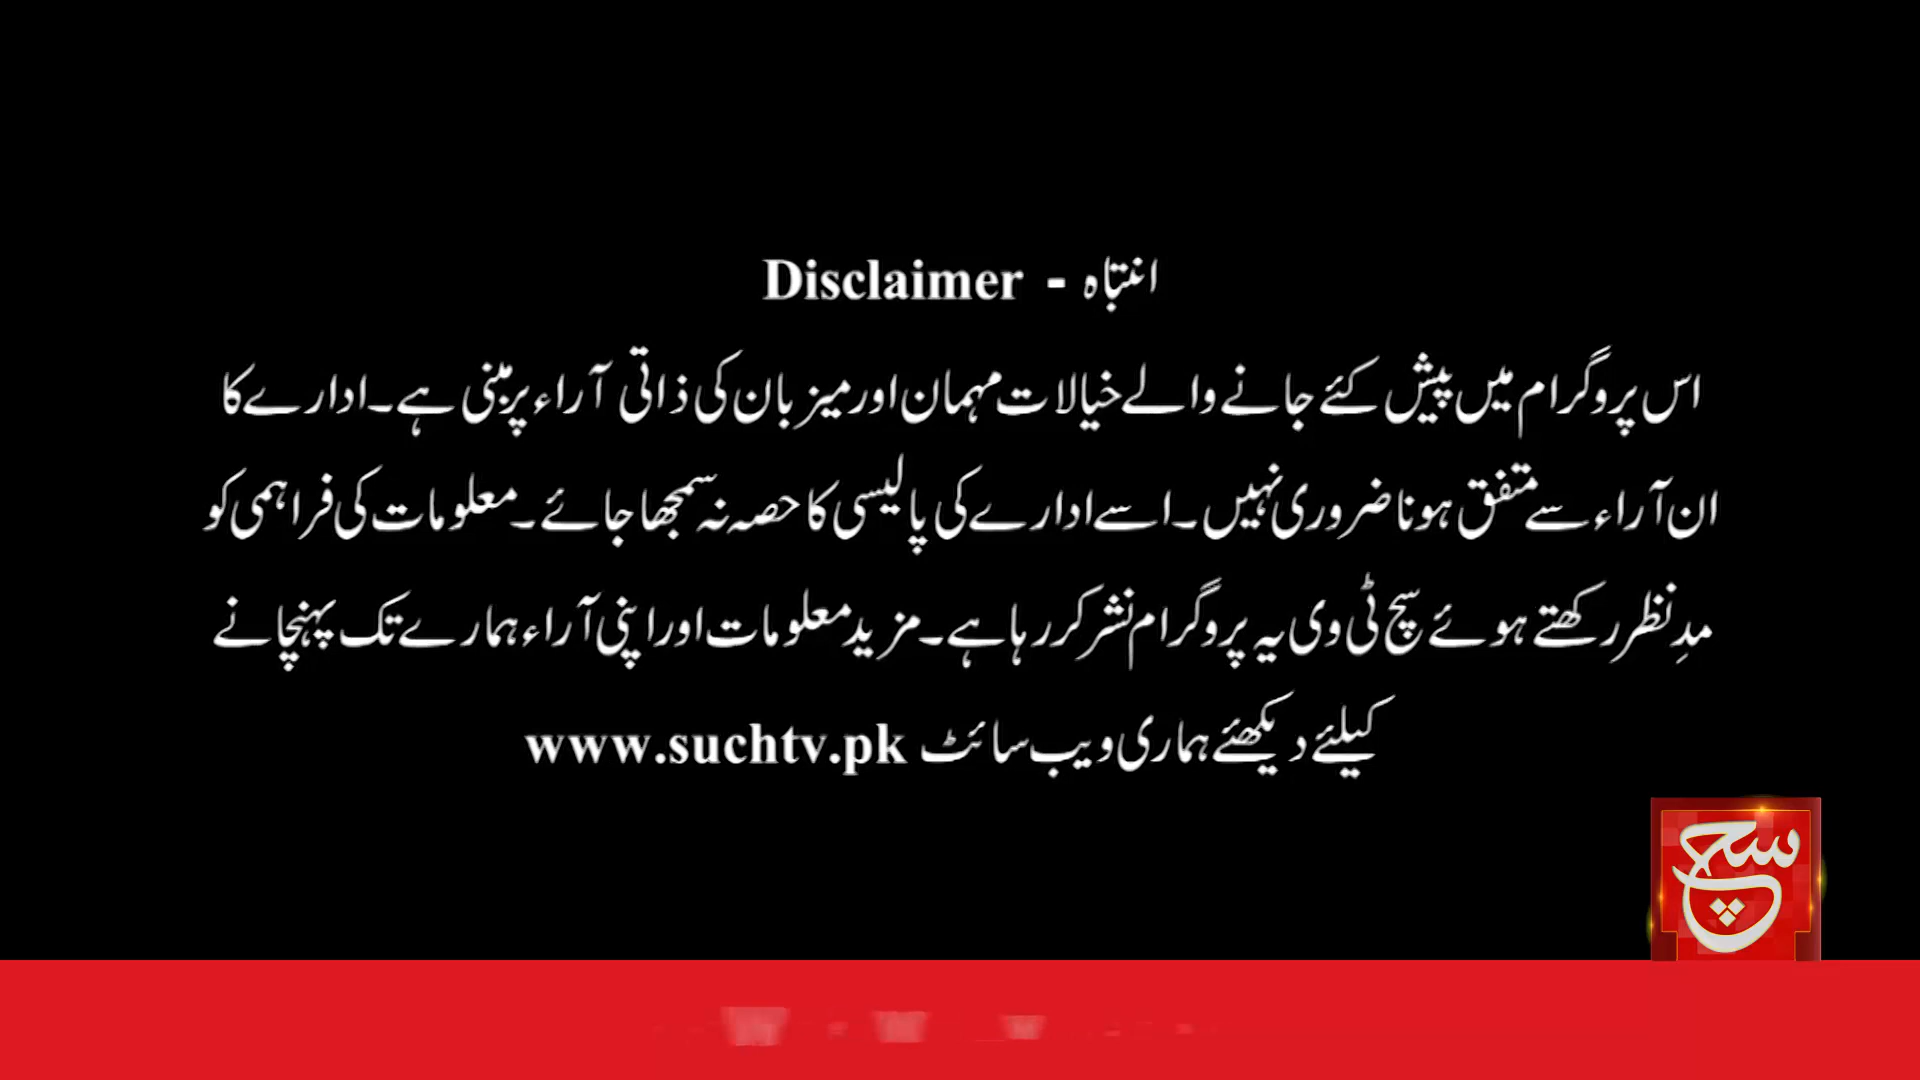 انتباہ - Disclaimer
اس پروگرام میں پیش کئے جانے والے خیالات مہمان اور میزبان کی ذاتی آراء پر مبنی ہے۔ ادارے کا
ان آراء سے متفق ہونا ضروری نہیں۔ اسے ادارے کی پالیسی کا حصہ نہ سمجھا جائے۔ معلومات کی فراہمی کو
مدِ نظر رکھتے ہوئے سچ ٹی وی یہ پروگرام نشر کر رہا ہے۔ مزید معلومات اور اپنی آراء ہمارے تک پہنچانے
کیلئے دیکھئے ہماری ویب سائٹ www.suchtv.pk
سچ